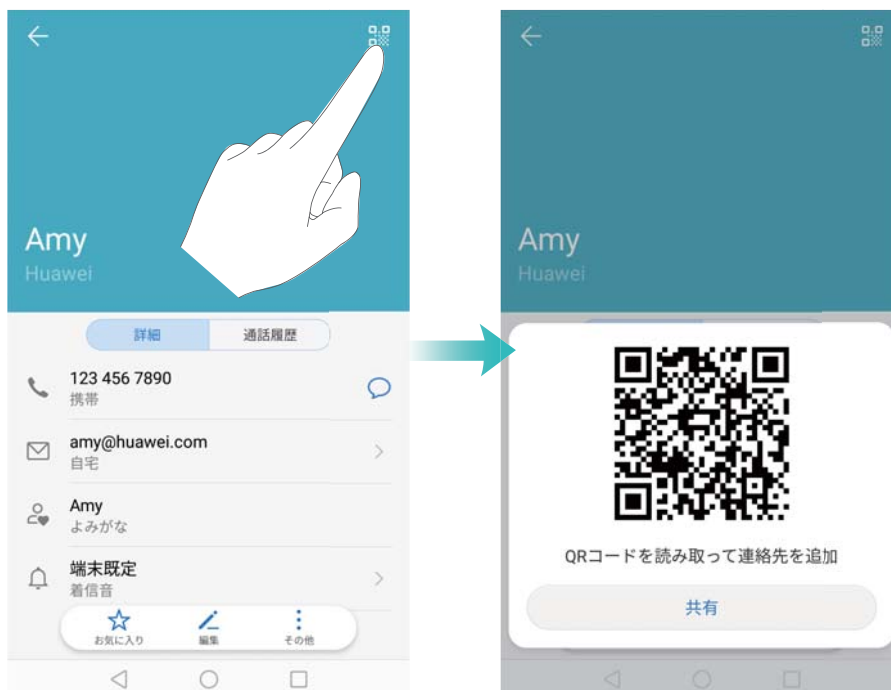 Amy
Huawei
詳細
通話履歴
123 456 7890
携帯
amy@huawei.com
自宅
Amy
よみがな
端末既定
着信音
お気に入り
編集
その他
Amy
Huawei
QRコードを読み取って連絡先を追加
共有